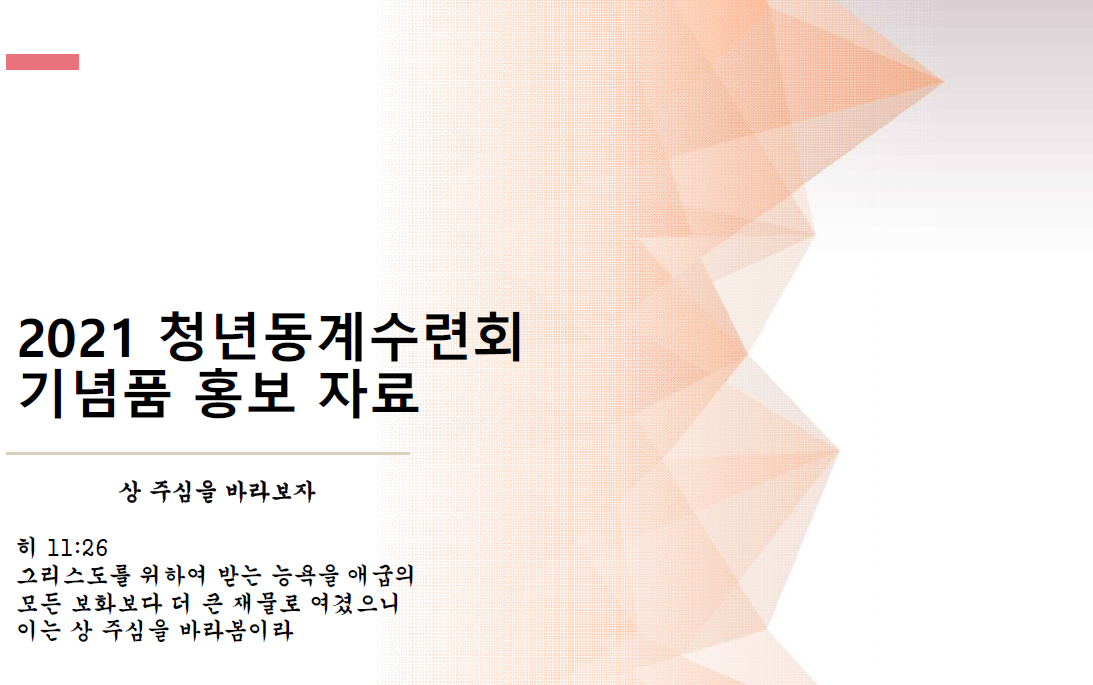 2021 청년동계수련회
기념품 홍보 자료
상 주심을 바라보자
히 11:26
그리스도를 위하여 받는 능욕을 애굽의
모든 보화보다 더 큰 재물로 여겼으니
이는 상 주심을 바라봄이라